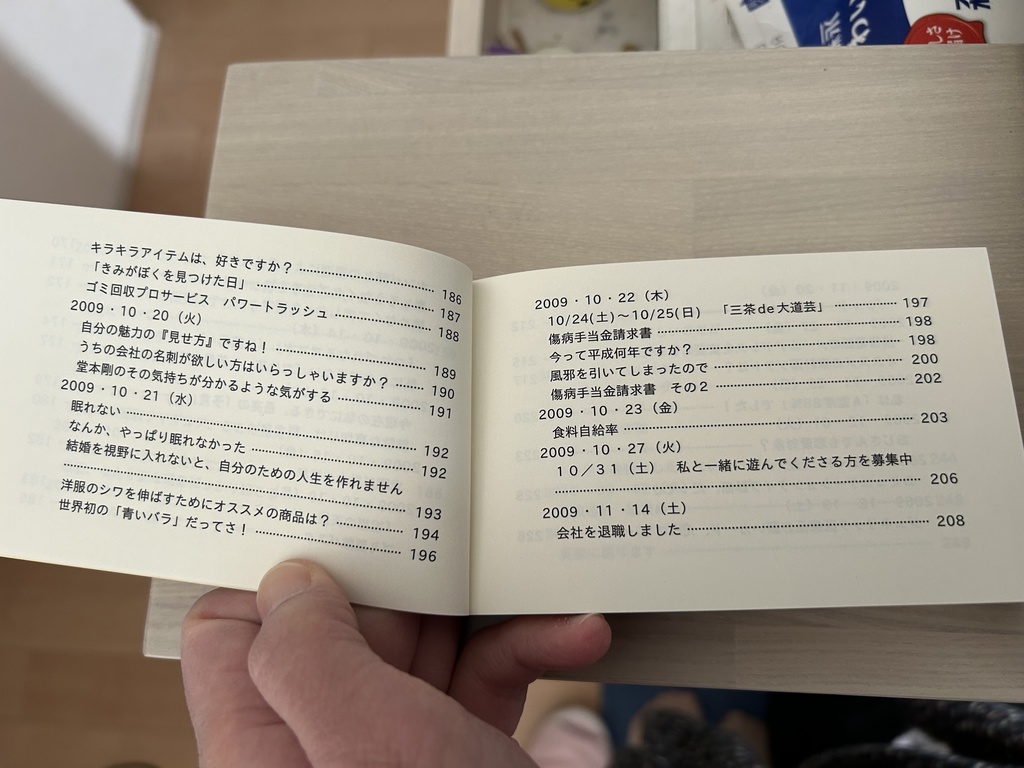 キラキラアイテムは、好きですか？ ………… 186
「きみがぼくを見つけた日」 ………… 187
ゴミ回収プロサービス　パワートラッシュ ………… 188
2009・10・20（火）
自分の魅力の『見せ方』ですね！ ………… 189
うちの会社の名刺が欲しい方はいらっしゃいますか？ ………… 190
堂本剛のその気持ちが分かるような気がする ………… 191
2009・10・21（水）
眠れない ………… 192
なんか、やっぱり眠れなかった ………… 192
結婚を視野に入れないと、自分のための人生を作れません
………… 193
洋服のシワを伸ばすためにオススメの商品は？ ………… 194
世界初の「青いバラ」だってさ！ ………… 196
2009・10・22（木）
10/24(土)～10/25(日)　「三茶de大道芸」 ………… 197
傷病手当金請求書 ………… 198
今って平成何年ですか？ ………… 198
風邪を引いてしまったので ………… 200
傷病手当金請求書　その２ ………… 202
2009・10・23（金）
食料自給率 ………… 203
2009・10・27（火）
１０／３１（土）　私と一緒に遊んでくださる方を募集中
………… 206
2009・11・14（土）
会社を退職しました ………… 208